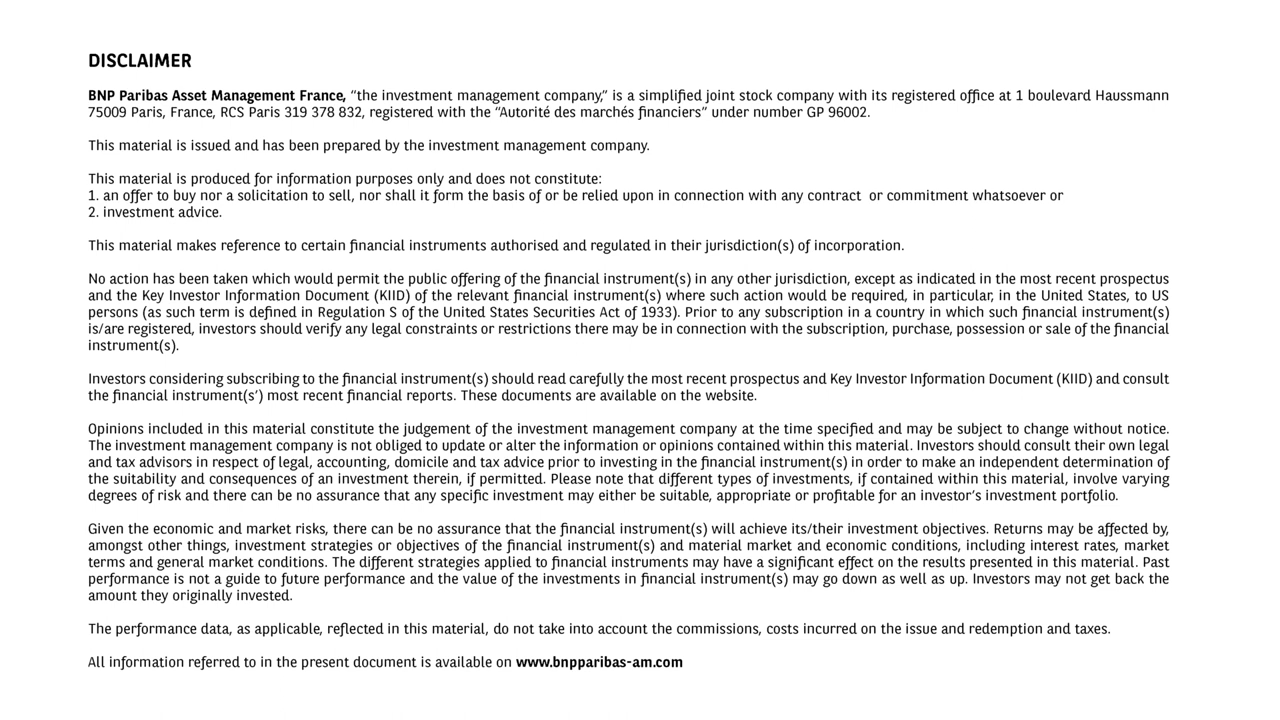 DISCLAIMER
BNP Paribas Asset Management France, “the investment management company,” is a simplified joint stock company with its registered office at 1 boulevard Haussmann
75009 Paris, France, RCS Paris 319 378 832, registered with the “Autorité des marchés financiers” under number GP 96002.
This material is issued and has been prepared by the investment management company.
This material is produced for information purposes only and does not constitute:
1. an offer to buy nor a solicitation to sell, nor shall it form the basis of or be relied upon in connection with any contract  or commitment whatsoever or
2. investment advice.
This material makes reference to certain financial instruments authorised and regulated in their jurisdiction(s) of incorporation.
No action has been taken which would permit the public offering of the financial instrument(s) in any other jurisdiction, except as indicated in the most recent prospectus
and the Key Investor Information Document (KIID) of the relevant financial instrument(s) where such action would be required, in particular, in the United States, to US
persons (as such term is defined in Regulation S of the United States Securities Act of 1933). Prior to any subscription in a country in which such financial instrument(s)
is/are registered, investors should verify any legal constraints or restrictions there may be in connection with the subscription, purchase, possession or sale of the financial
instrument(s).
Investors considering subscribing to the financial instrument(s) should read carefully the most recent prospectus and Key Investor Information Document (KIID) and consult
the financial instrument(s’) most recent financial reports. These documents are available on the website.
Opinions included in this material constitute the judgement of the investment management company at the time specified and may be subject to change without notice.
The investment management company is not obliged to update or alter the information or opinions contained within this material. Investors should consult their own legal
and tax advisors in respect of legal, accounting, domicile and tax advice prior to investing in the financial instrument(s) in order to make an independent determination of
the suitability and consequences of an investment therein, if permitted. Please note that different types of investments, if contained within this material, involve varying
degrees of risk and there can be no assurance that any specific investment may either be suitable, appropriate or profitable for an investor’s investment portfolio.
Given the economic and market risks, there can be no assurance that the financial instrument(s) will achieve its/their investment objectives. Returns may be affected by,
amongst other things, investment strategies or objectives of the financial instrument(s) and material market and economic conditions, including interest rates, market
terms and general market conditions. The different strategies applied to financial instruments may have a significant effect on the results presented in this material. Past
performance is not a guide to future performance and the value of the investments in financial instrument(s) may go down as well as up. Investors may not get back the
amount they originally invested.
The performance data, as applicable, reflected in this material, do not take into account the commissions, costs incurred on the issue and redemption and taxes.
All information referred to in the present document is available on www.bnpparibas-am.com